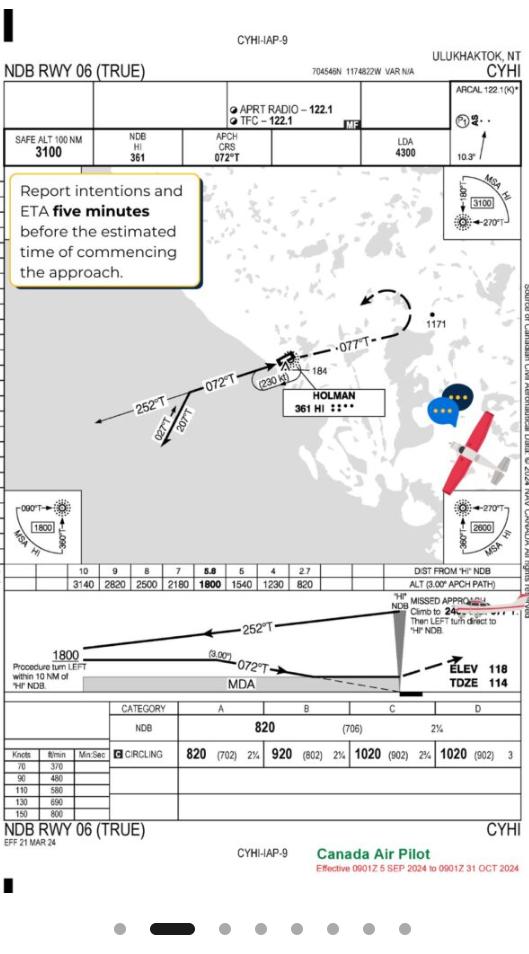 CYHI-IAP-9
ULUKHAKTOK, NT
NDB RWY 06 (TRUE)
704546N 1174822W VAR N/A
CYHI
APRT RADIO – 122.1
TFC – 122.1
MF
ARCAL 122.1(K)*
P1
AS
10.3°
SAFE ALT 100 NM
3100
NDB
HI
361
APCH
CRS
072°T
LDA
4300
Report intentions and
ETA five minutes
before the estimated
time of commencing
the approach.
MSA HI
180°T
3100
270°T
1171
077°T
184
072°T
(230 kt)
252°T
027°T
207°T
HOLMAN
361 HI
090°T
1800
360°T
MSA HI
270°T
2600
360°T
MSA HI
10 9 8 7 5.8 5 4 2.7 DIST FROM "HI" NDB
3140 2820 2500 2180 1800 1540 1230 820 ALT (3.00° APCH PATH)
"HI"
NDB
MISSED APPROACH
Climb to
Then LEFT turn direct to
"HI" NDB.
252°T
1800
(3.00°)
072°T
Procedure turn LEFT
within 10 NM of
"HI" NDB.
MDA
ELEV 118
TDZE 114
CATEGORY A B C D
NDB 820 (706) 2¼
C CIRCLING 820 (702) 2¼ 920 (802) 2¼ 1020 (902) 2¾ 1020 (902) 3
Knots ft/min Min:Sec
70 370
90 480
110 580
130 690
150 800
NDB RWY 06 (TRUE)
CYHI
EFF 21 MAR 24
CYHI-IAP-9
Canada Air Pilot
Effective 0901Z 5 SEP 2024 to 0901Z 31 OCT 2024
Source of Canadian Civil Aeronautical Data: © 2024 NAV CANADA All rights reserved